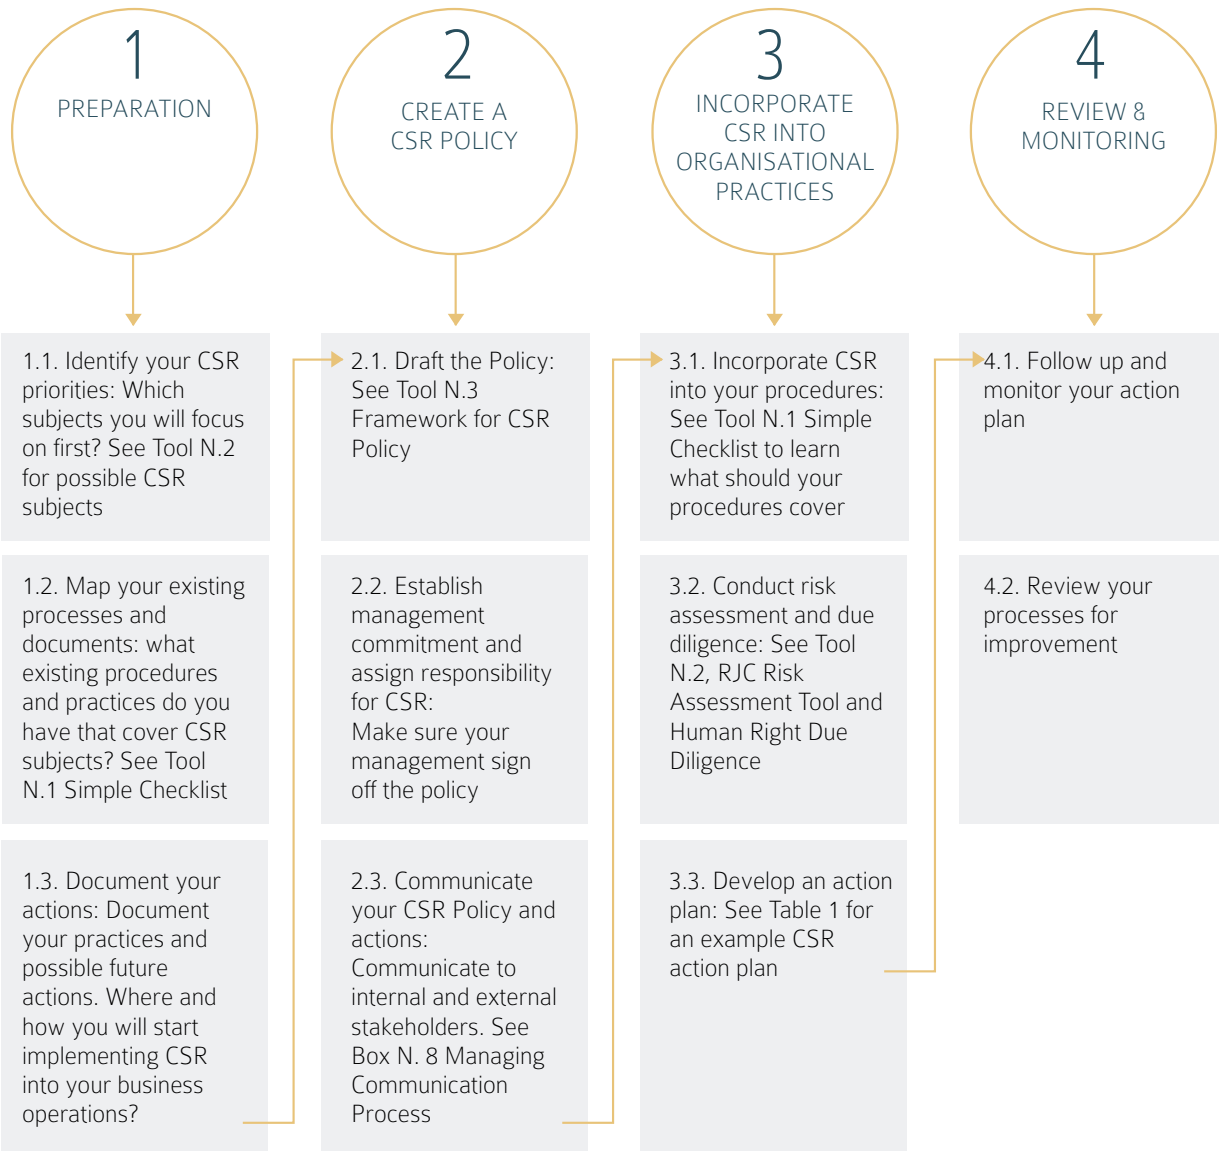 1
PREPARATION
1.1. Identify your CSR
priorities: Which
subjects you will focus
on first? See Tool N.2
for possible CSR
subjects
1.2. Map your existing
processes and
documents: what
existing procedures
and practices do you
have that cover CSR
subjects? See Tool
N.1 Simple Checklist
1.3. Document your
actions: Document
your practices and
possible future
actions. Where and
how you will start
implementing CSR
into your business
operations?
2
CREATE A
CSR POLICY
2.1. Draft the Policy:
See Tool N.3
Framework for CSR
Policy
2.2. Establish
management
commitment and
assign responsibility
for CSR:
Make sure your
management sign
off the policy
2.3. Communicate
your CSR Policy and
actions:
Communicate to
internal and external
stakeholders. See
Box N. 8 Managing
Communication
Process
3
INCORPORATE
CSR INTO
ORGANISATIONAL
PRACTICES
3.1. Incorporate CSR
into your procedures:
See Tool N.1 Simple
Checklist to learn
what should your
procedures cover
3.2. Conduct risk
assessment and due
diligence: See Tool
N.2, RJC Risk
Assessment Tool and
Human Right Due
Diligence
3.3. Develop an action
plan: See Table 1 for
an example CSR
action plan
4
REVIEW &
MONITORING
4.1. Follow up and
monitor your action
plan
4.2. Review your
processes for
improvement